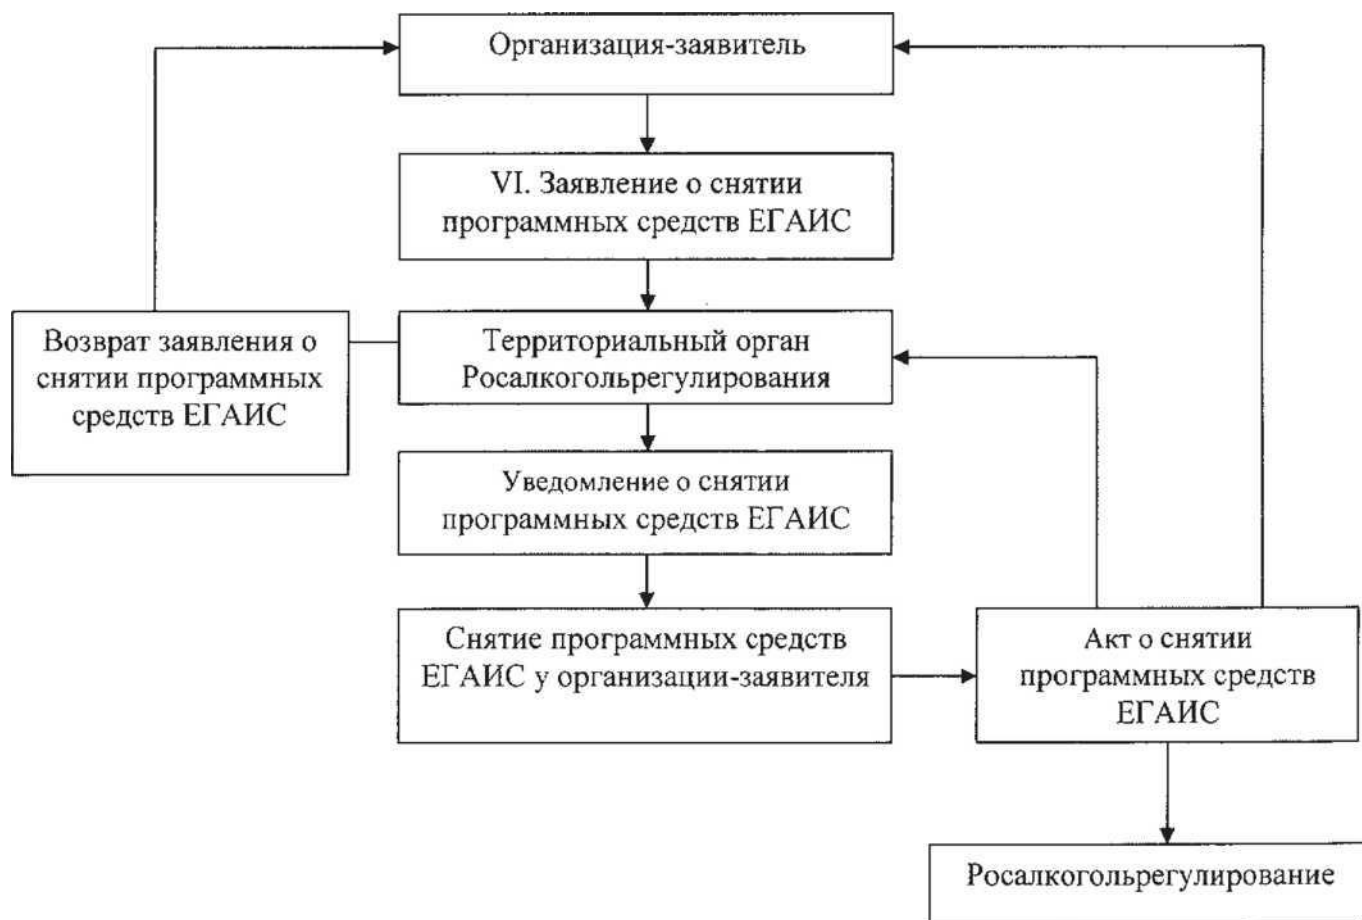 Организация-заявитель
VI. Заявление о снятии
программных средств ЕГАИС
Возврат заявления о
снятии программных
средств ЕГАИС
Территориальный орган
Росалкогольрегулирования
Уведомление о снятии
программных средств ЕГАИС
Снятие программных средств
ЕГАИС у организации-заявителя
Акт о снятии
программных средств
ЕГАИС
Росалкогольрегулирование